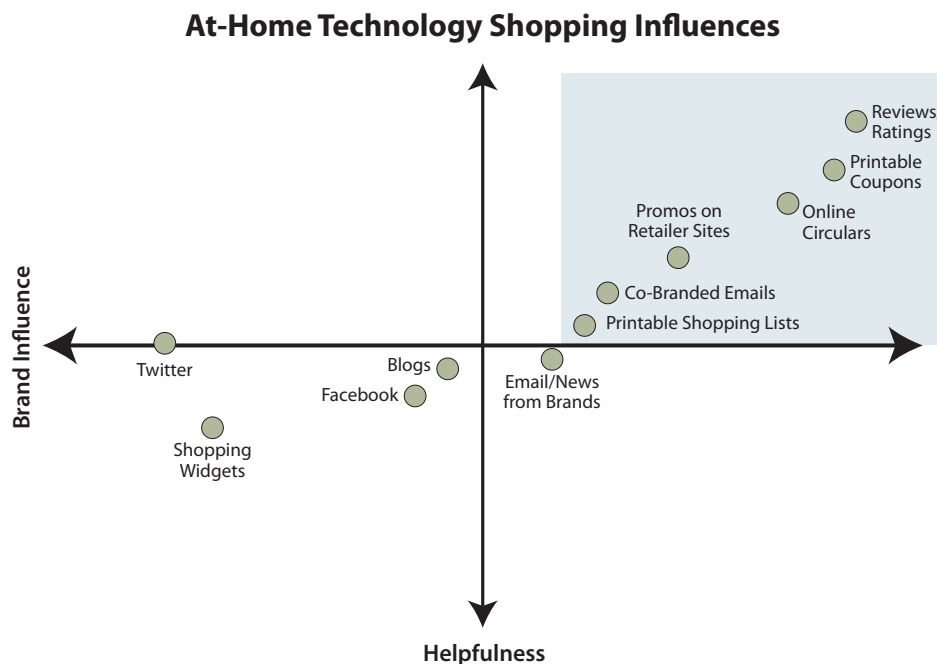 At-Home Technology Shopping Influences
Reviews
Ratings
Printable
Coupons
Online
Circulars
Promos on
Retailer Sites
Co-Branded Emails
Printable Shopping Lists
Brand Influence
Twitter
Blogs
Facebook
Email/News
from Brands
Shopping
Widgets
Helpfulness